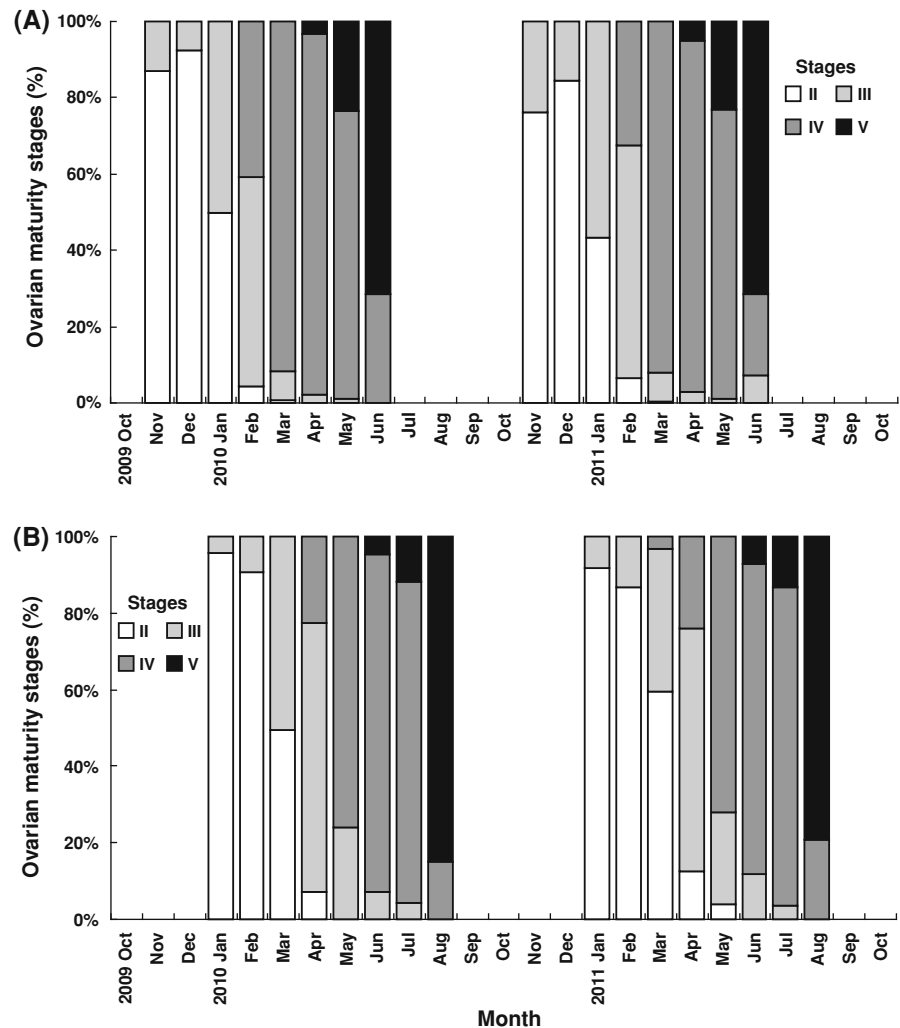 (A)
100%
80%
60%
40%
20%
0%
Ovarian maturity stages (%)
Stages
II III
IV V
2009 Oct
Nov
Dec
2010 Jan
Feb
Mar
Apr
May
Jun
Jul
Aug
Sep
Oct
Nov
Dec
2011 Jan
Feb
Mar
Apr
May
Jun
Jul
Aug
Sep
Oct
(B)
100%
80%
60%
40%
20%
0%
Ovarian maturity stages (%)
Stages
II III
IV V
2009 Oct
Nov
Dec
2010 Jan
Feb
Mar
Apr
May
Jun
Jul
Aug
Sep
Oct
Nov
Dec
2011 Jan
Feb
Mar
Apr
May
Jun
Jul
Aug
Sep
Oct
Month